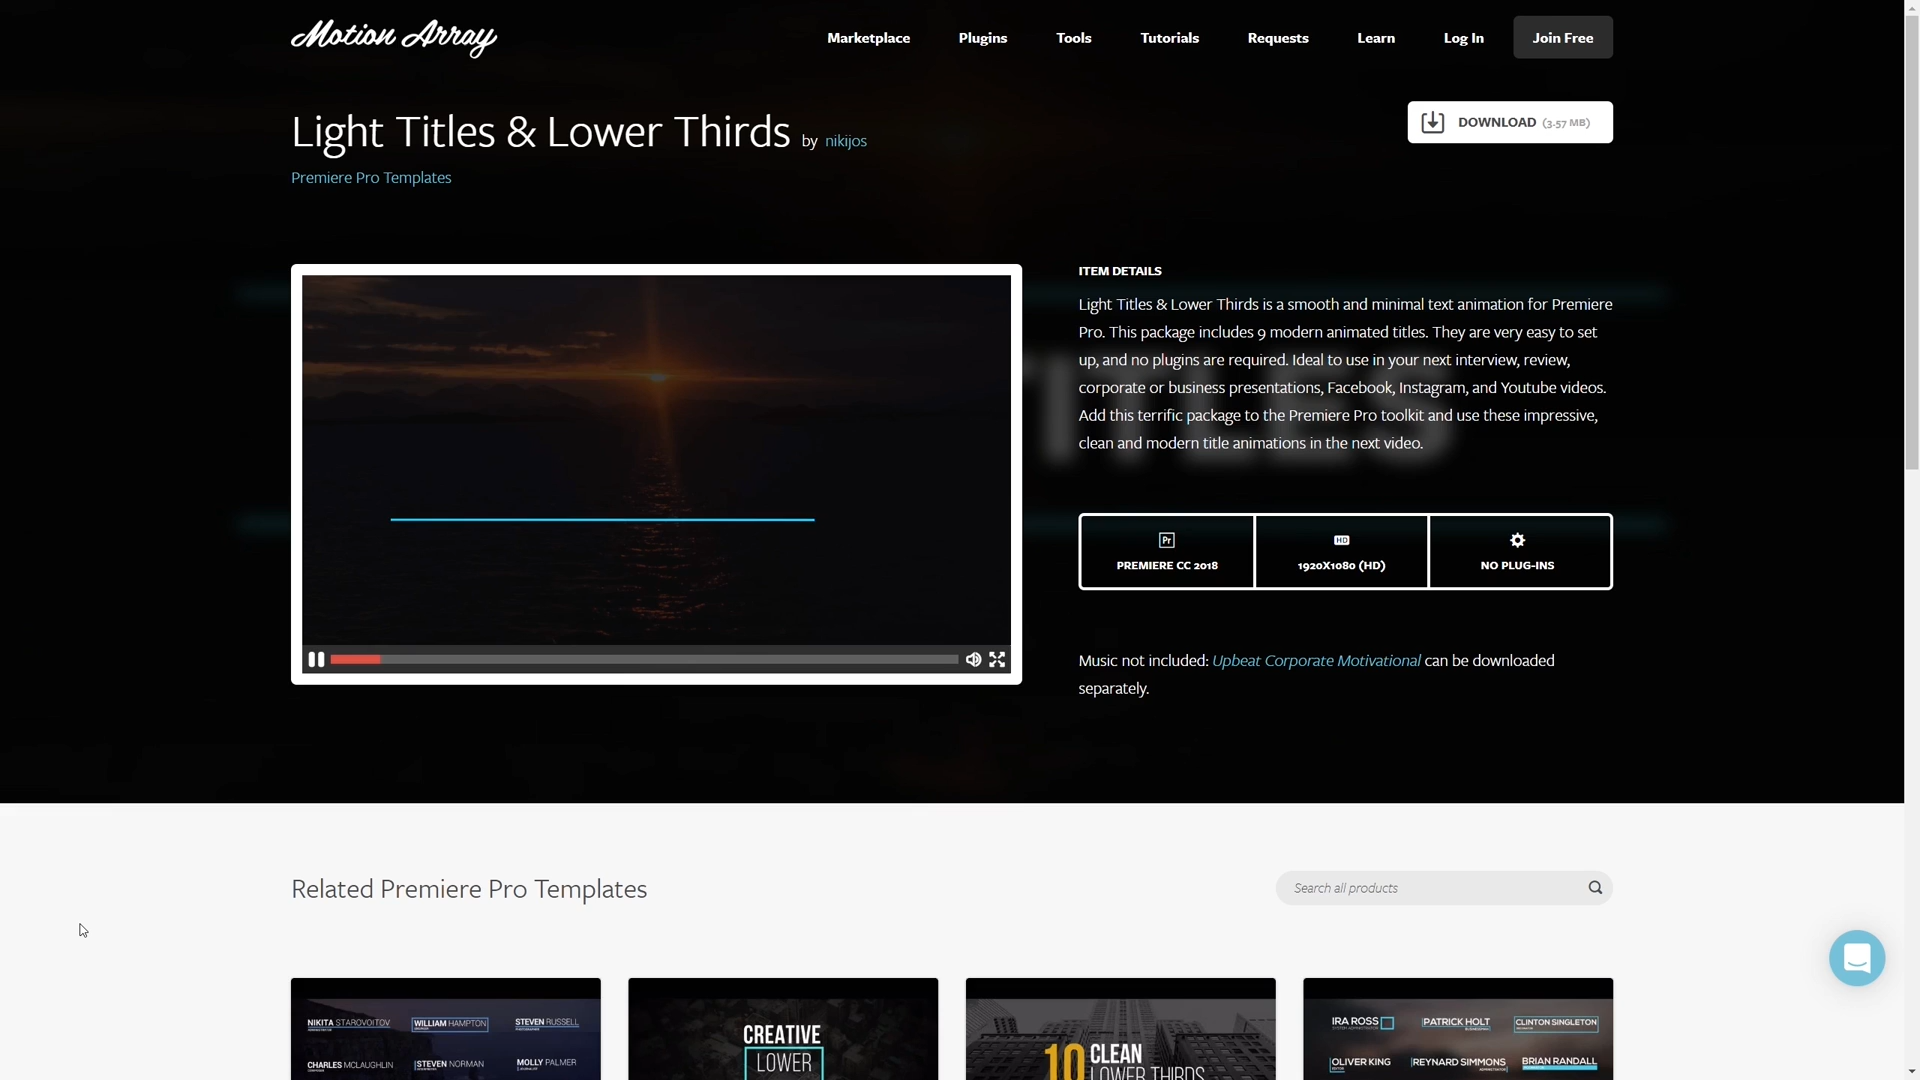 Motion Array
Marketplace
Plugins
Tools
Tutorials
Requests
Learn
Log In
Join Free
Light Titles & Lower Thirds by nikijos
DOWNLOAD (3.57 MB)
Premiere Pro Templates
ITEM DETAILS
Light Titles & Lower Thirds is a smooth and minimal text animation for Premiere
Pro. This package includes 9 modern animated titles. They are very easy to set
up, and no plugins are required. Ideal to use in your next interview, review,
corporate or business presentations, Facebook, Instagram, and Youtube videos.
Add this terrific package to the Premiere Pro toolkit and use these impressive,
clean and modern title animations in the next video.
Pr
HD
PREMIERE CC 2018
1920X1080 (HD)
NO PLUG-INS
Music not included: Upbeat Corporate Motivational can be downloaded
separately.
Related Premiere Pro Templates
Search all products
NIKITA STAROVOITOV
WILLIAM HAMPTON
STEVEN RUSSELL
CHARLES MCLAUGHLIN
STEVEN NORMAN
MOLLY PALMER
CREATIVE
LOWER
10 CLEAN
LOWER THIRDS
IRA ROSS
PATRICK HOLT
CLINTON SINGLETON
OLIVER KING
REYNARD SIMMONS
BRIAN RANDALL